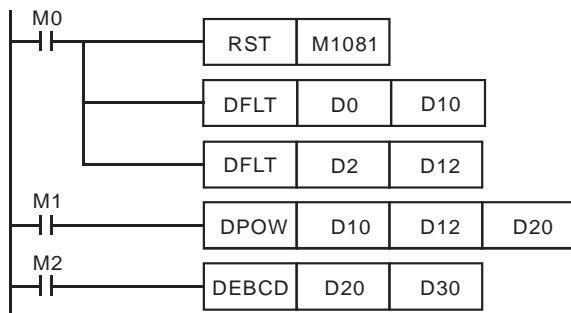 M0
RST M1081
DFLT D0 D10
DFLT D2 D12
M1
DPOW D10 D12 D20
M2
DEBCD D20 D30